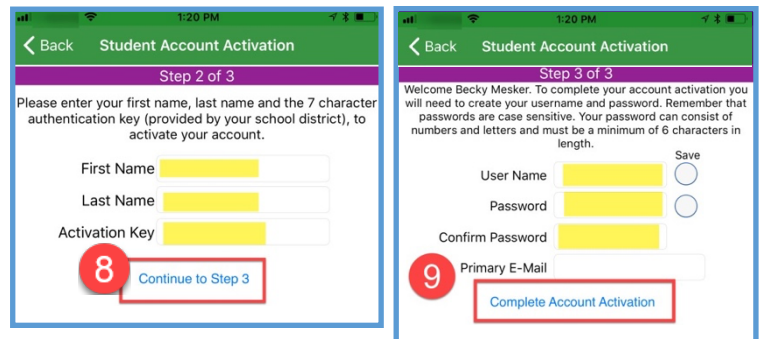 1:20 PM
Back Student Account Activation
Step 2 of 3
Please enter your first name, last name and the 7 character
authentication key (provided by your school district), to
activate your account.
First Name
Last Name
Activation Key
8
Continue to Step 3
1:20 PM
Back Student Account Activation
Step 3 of 3
Welcome Becky Mesker. To complete your account activation you
will need to create your username and password. Remember that
passwords are case sensitive. Your password can consist of
numbers and letters and must be a minimum of 6 characters in
length.
Save
User Name
Password
Confirm Password
Primary E-Mail
9
Complete Account Activation